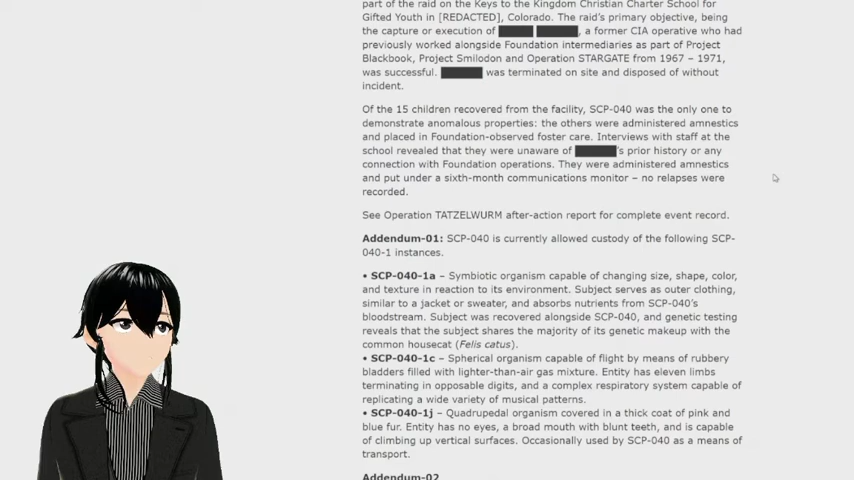 part of the raid on the Keys to the Kingdom Christian Charter School for
Gifted Youth in [REDACTED], Colorado. The raid's primary objective, being
the capture or execution of , a former CIA operative who had
previously worked alongside Foundation intermediaries as part of Project
Blackbook, Project Smilodon and Operation STARGATE from 1967 – 1971,
was successful. was terminated on site and disposed of without
incident.
Of the 15 children recovered from the facility, SCP-040 was the only one to
demonstrate anomalous properties: the others were administered amnestics
and placed in Foundation-observed foster care. Interviews with staff at the
school revealed that they were unaware of 's prior history or any
connection with Foundation operations. They were administered amnestics
and put under a sixth-month communications monitor – no relapses were
recorded.
See Operation TATZELWURM after-action report for complete event record.
Addendum-01: SCP-040 is currently allowed custody of the following SCP-
040-1 instances.
• SCP-040-1a – Symbiotic organism capable of changing size, shape, color,
and texture in reaction to its environment. Subject serves as outer clothing,
similar to a jacket or sweater, and absorbs nutrients from SCP-040's
bloodstream. Subject was recovered alongside SCP-040, and genetic testing
reveals that the subject shares the majority of its genetic makeup with the
common housecat (Felis catus).
• SCP-040-1c – Spherical organism capable of flight by means of rubbery
bladders filled with lighter-than-air gas mixture. Entity has eleven limbs
terminating in opposable digits, and a complex respiratory system capable of
replicating a wide variety of musical patterns.
• SCP-040-1j – Quadrupedal organism covered in a thick coat of pink and
blue fur. Entity has no eyes, a broad mouth with blunt teeth, and is capable
of climbing up vertical surfaces. Occasionally used by SCP-040 as a means of
transport.
Addendum-02